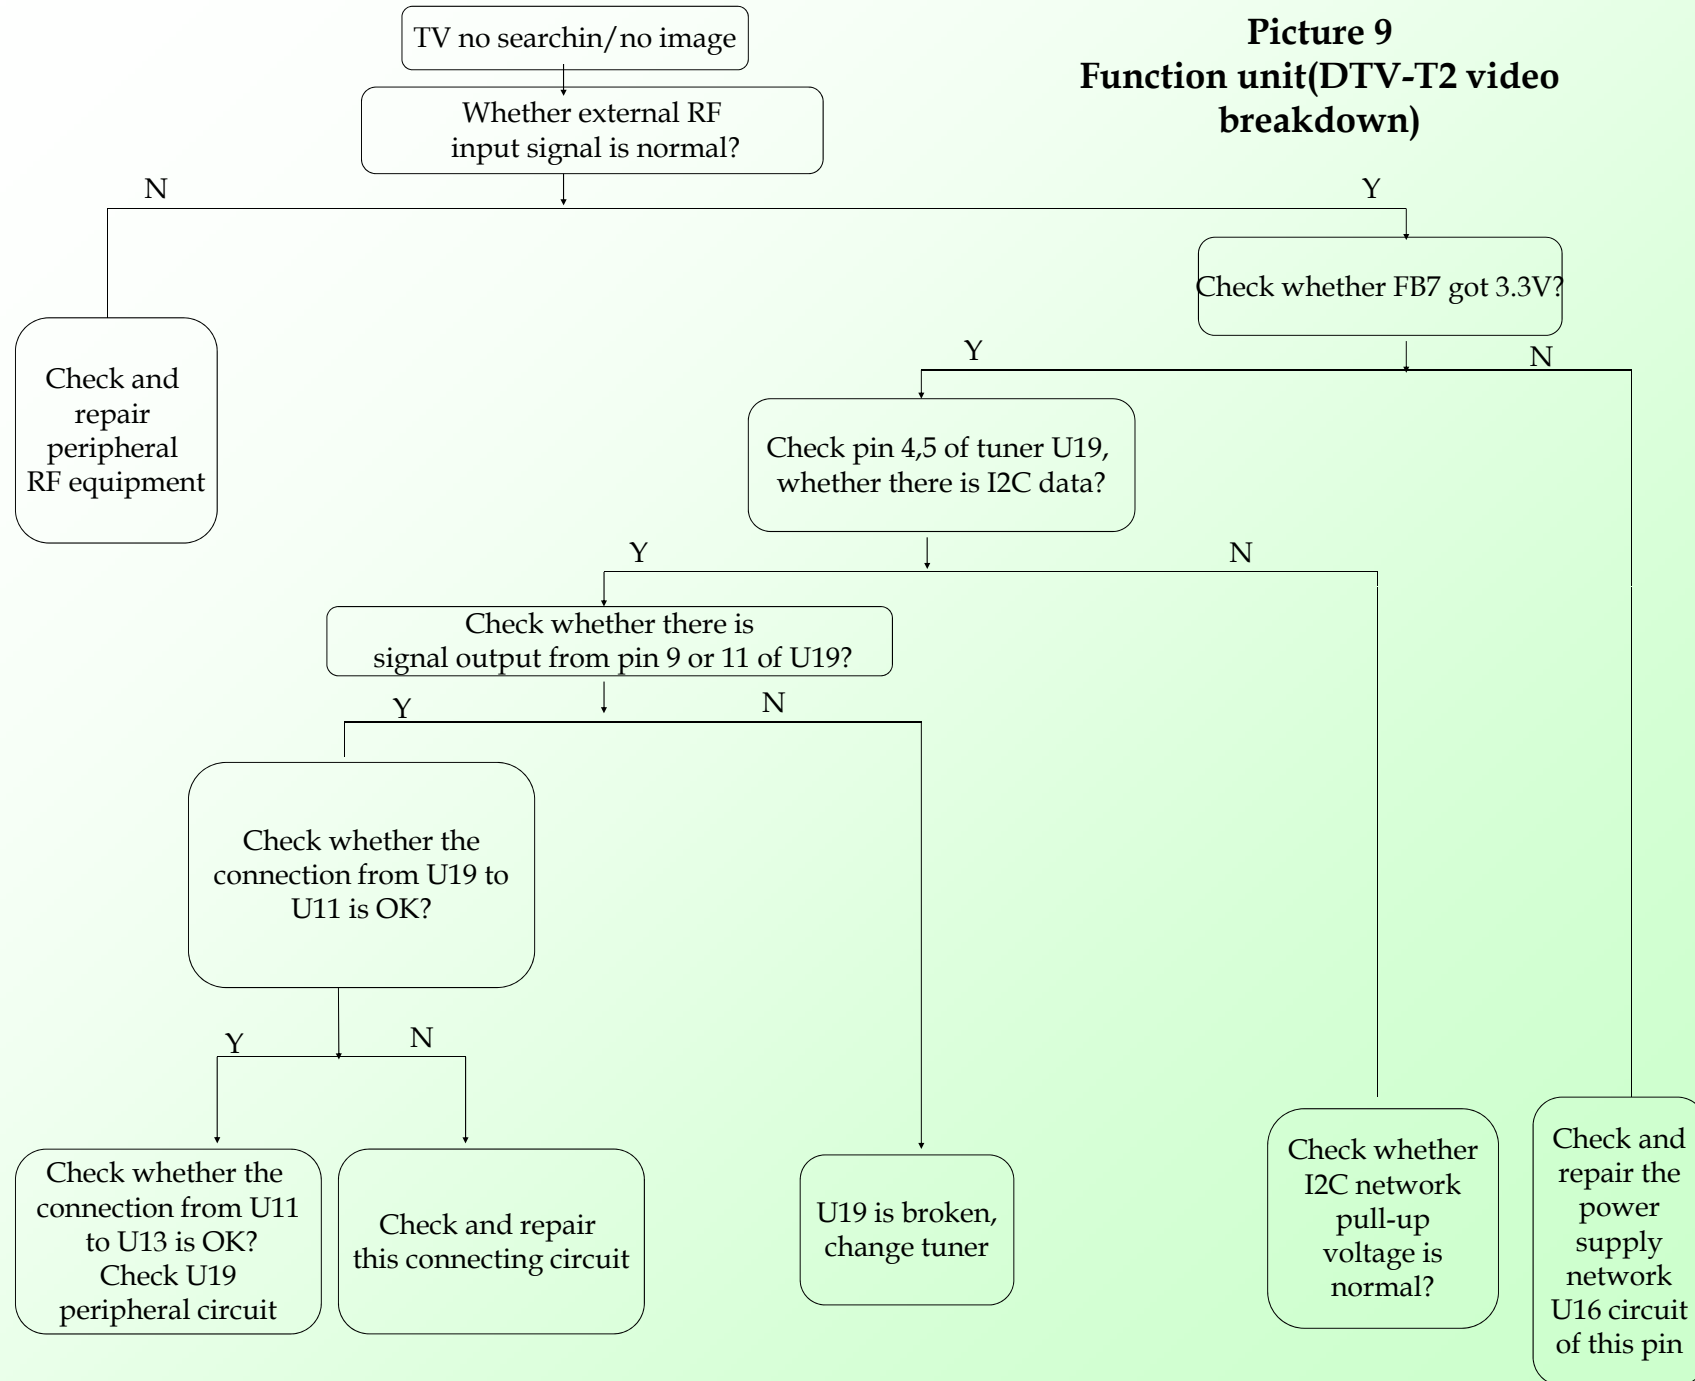 TV no searchin/no image
Picture 9
Function unit(DTV-T2 video
breakdown)
Whether external RF
input signal is normal?
N
Y
Check whether FB7 got 3.3V?
Check and
repair
peripheral
RF equipment
Y
N
Check pin 4,5 of tuner U19,
whether there is I2C data?
Y
N
Check whether there is
signal output from pin 9 or 11 of U19?
Y
N
Check whether the
connection from U19 to
U11 is OK?
Y
N
Check whether the
connection from U11
to U13 is OK?
Check U19
peripheral circuit
Check and repair
this connecting circuit
U19 is broken,
change tuner
Check whether
I2C network
pull-up
voltage is
normal?
Check and
repair the
power
supply
network
U16 circuit
of this pin